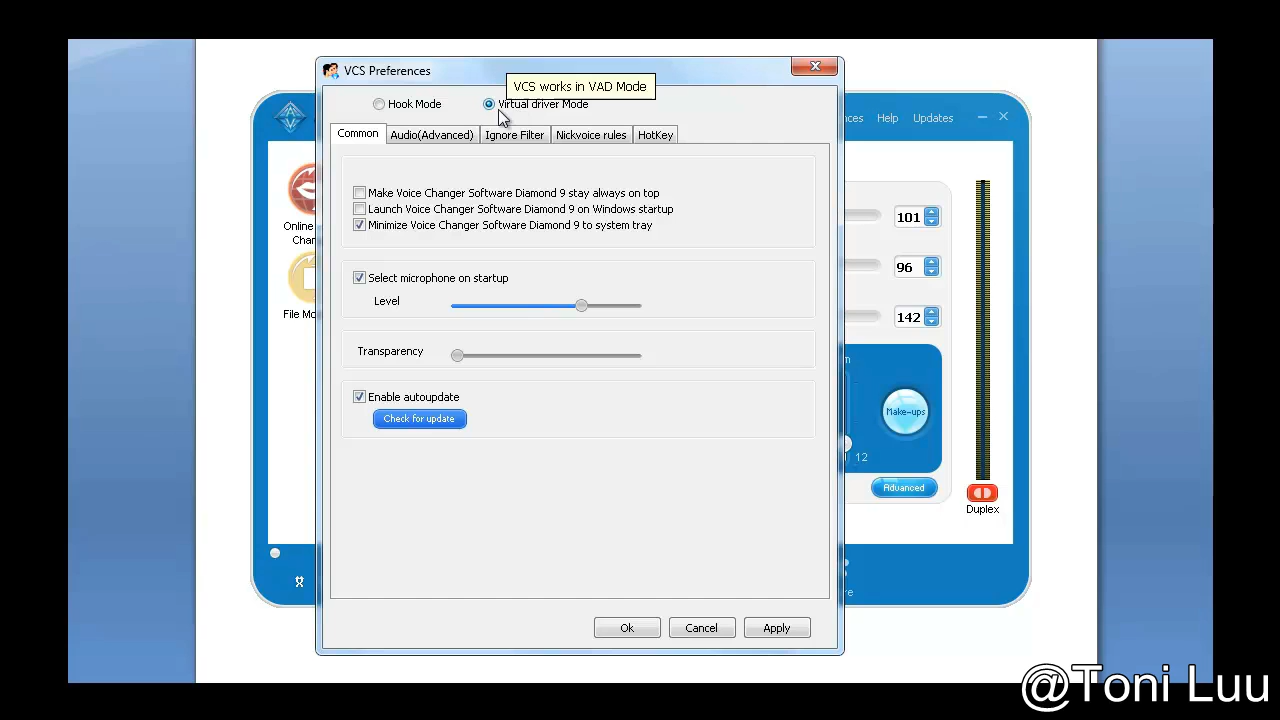 VCS Preferences
VCS works in VAD Mode
Hook Mode
Virtual driver Mode
Common
Audio(Advanced)
Ignore Filter
Nickvoice rules
HotKey
Help
Updates
Make Voice Changer Software Diamond 9 stay always on top
Launch Voice Changer Software Diamond 9 on Windows startup
Minimize Voice Changer Software Diamond 9 to system tray
Online
101
96
142
Select microphone on startup
Level
Transparency
Enable autoupdate
Check for update
Make-ups
12
Advanced
Duplex
Ok
Cancel
Apply
@Toni Luu